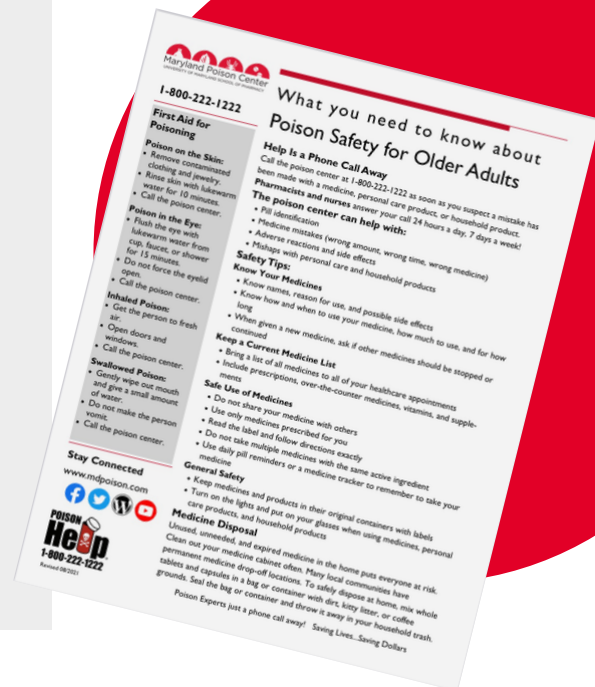 Maryland Poison Center
UNIVERSITY OF MARYLAND SCHOOL OF PHARMACY
1-800-222-1222
First Aid for
Poisoning
Poison on the Skin:
• Remove contaminated
clothing and jewelry.
• Rinse skin with lukewarm
water for 10 minutes.
• Call the poison center.
Poison in the Eye:
• Flush the eye with
lukewarm water from
cup, faucet, or shower
for 15 minutes.
• Do not force the eyelid
open.
• Call the poison center.
Inhaled Poison:
• Get the person to fresh
air.
• Open doors and
windows.
• Call the poison center.
Swallowed Poison:
• Gently wipe out mouth
and give a small amount
of water.
• Do not make the person
vomit.
• Call the poison center.
Stay Connected
www.mdpoison.com
POISON
Help
1-800-222-1222
Revised 08/2021
What you need to know about
Poison Safety for Older Adults
Help Is a Phone Call Away
Call the poison center at 1-800-222-1222 as soon as you suspect a mistake has
been made with a medicine, personal care product, or household product.
Pharmacists and nurses answer your call 24 hours a day, 7 days a week!
The poison center can help with:
• Pill identification
• Medicine mistakes (wrong amount, wrong time, wrong medicine)
• Adverse reactions and side effects
• Mishaps with personal care and household products
Safety Tips:
Know Your Medicines
• Know names, reason for use, and possible side effects
• Know how and when to use your medicine, how much to use, and for how
long
• When given a new medicine, ask if other medicines should be stopped or
continued
Keep a Current Medicine List
• Bring a list of all medicines to all of your healthcare appointments
• Include prescriptions, over-the-counter medicines, vitamins, and supple-
ments
Safe Use of Medicines
• Do not share your medicine with others
• Use only medicines prescribed for you
• Read the label and follow directions exactly
• Do not take multiple medicines with the same active ingredient
• Use daily pill reminders or a medicine tracker to remember to take your
medicine
General Safety
• Keep medicines and products in their original containers with labels
• Turn on the lights and put on your glasses when using medicines, personal
care products, and household products
Medicine Disposal
Unused, unneeded, and expired medicine in the home puts everyone at risk.
Clean out your medicine cabinet often. Many local communities have
permanent medicine drop-off locations. To safely dispose at home, mix whole
tablets and capsules in a bag or container with dirt, kitty litter, or coffee
grounds. Seal the bag or container and throw it away in your household trash.
Poison Experts just a phone call away! Saving Lives...Saving Dollars